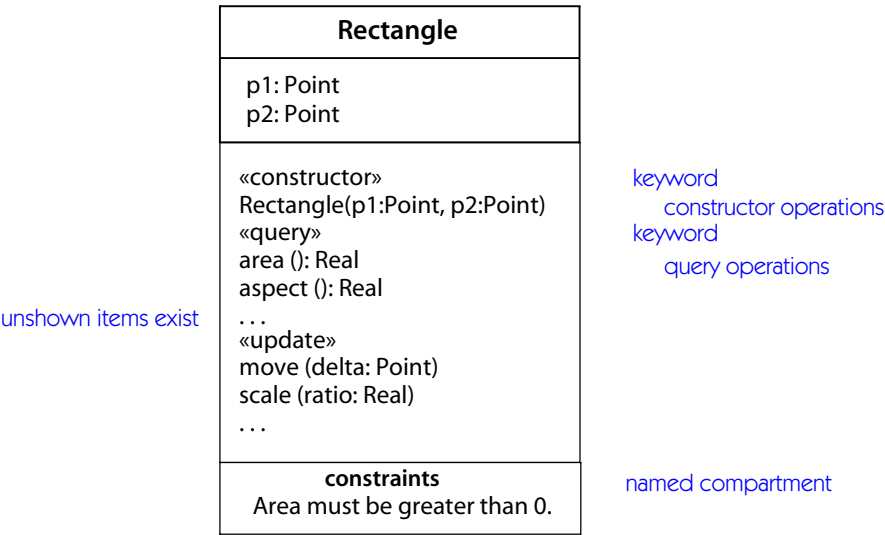 Rectangle
p1: Point
p2: Point
«constructor»
keyword
Rectangle(p1:Point, p2:Point)
constructor operations
«query»
keyword
area (): Real
query operations
aspect (): Real
unshown items exist
. . .
«update»
move (delta: Point)
scale (ratio: Real)
. . .
constraints
named compartment
Area must be greater than 0.